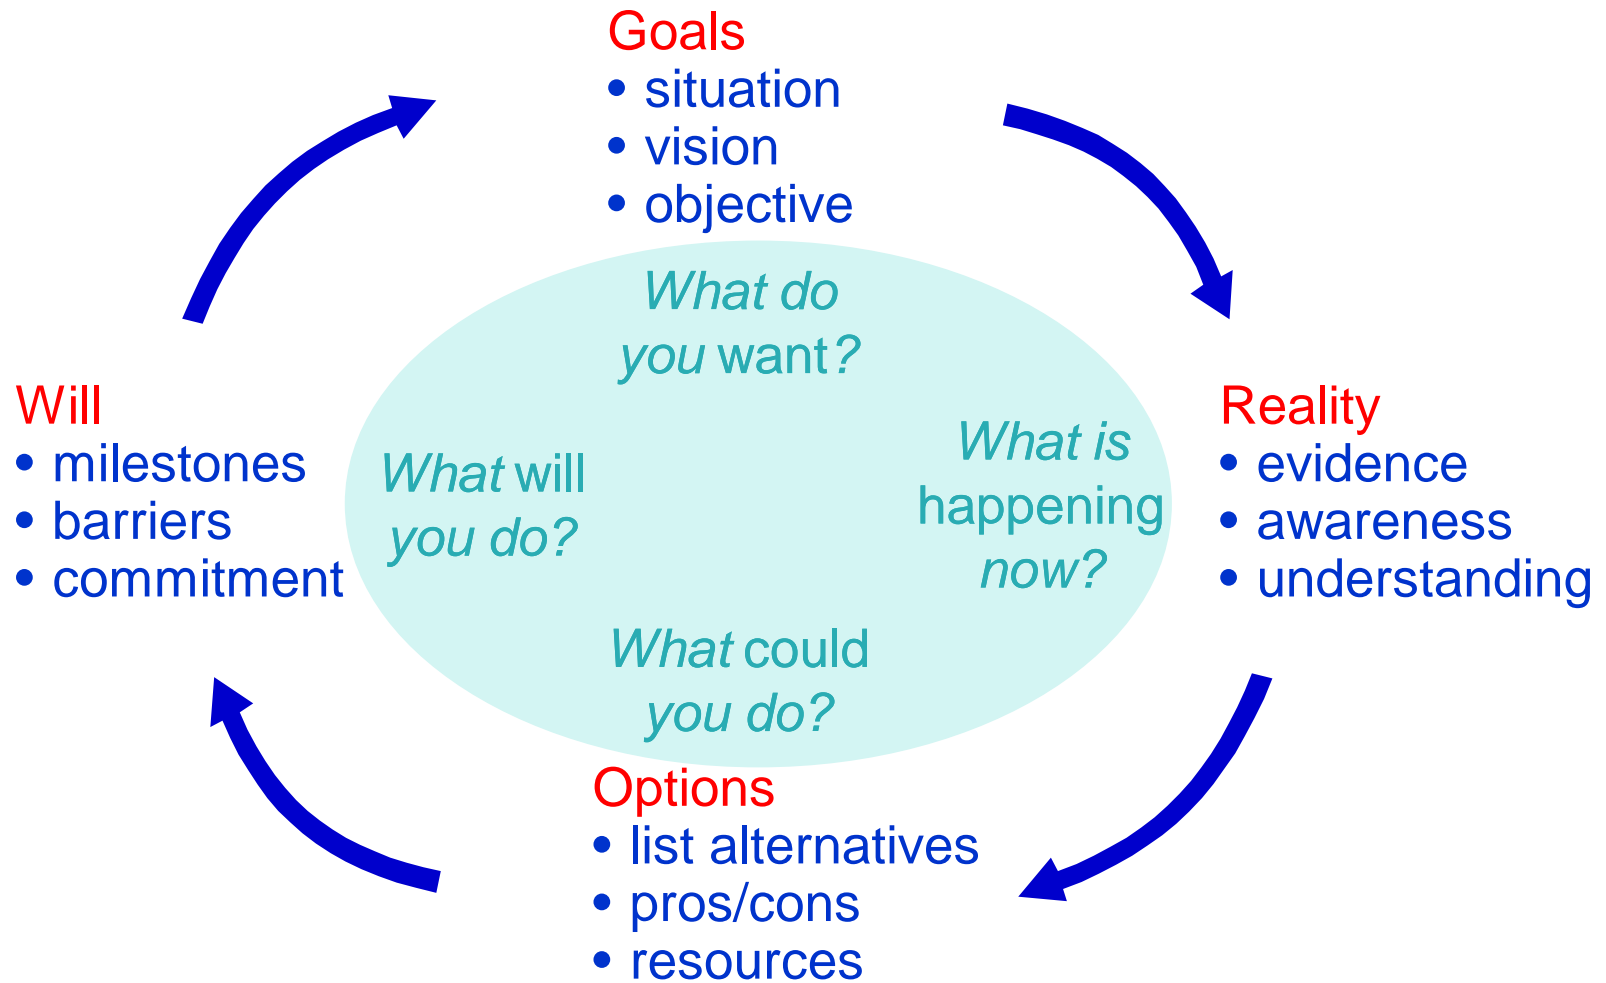 Goals
• situation
• vision
• objective
What do
you want?
Will
• milestones
• barriers
• commitment
What will
you do?
What is
happening
now?
Reality
• evidence
• awareness
• understanding
What could
you do?
Options
• list alternatives
• pros/cons
• resources